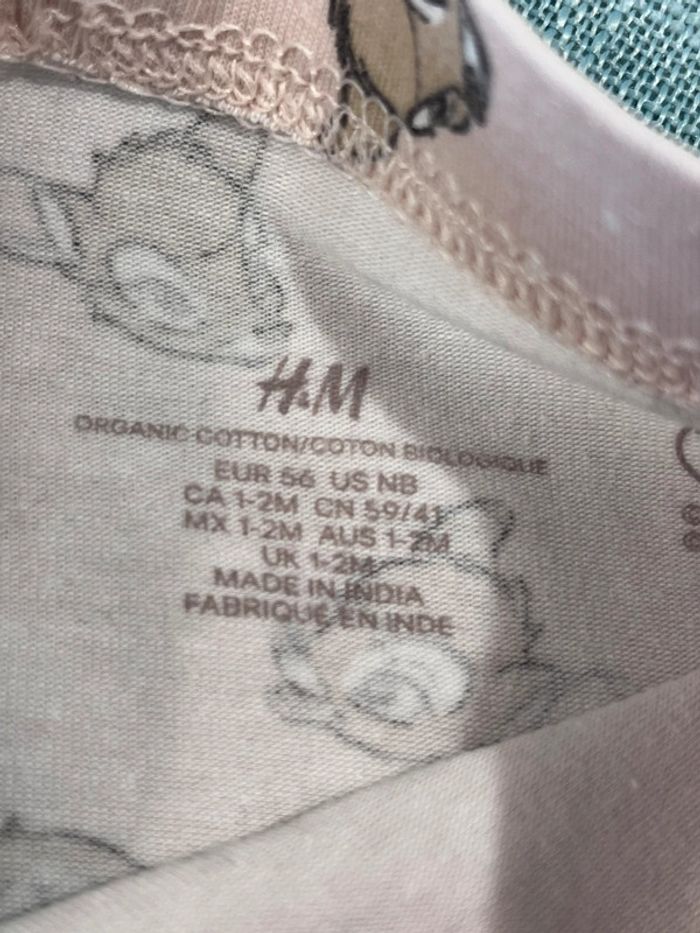 H&M
ORGANIC COTTON/COTON BIOLOGIQUE
EUR 56 US NB
CA 1-2M CN 59/41
MX 1-2M AUS 1-2M
UK 1-2M
MADE IN INDIA
FABRIQUÉ EN INDE